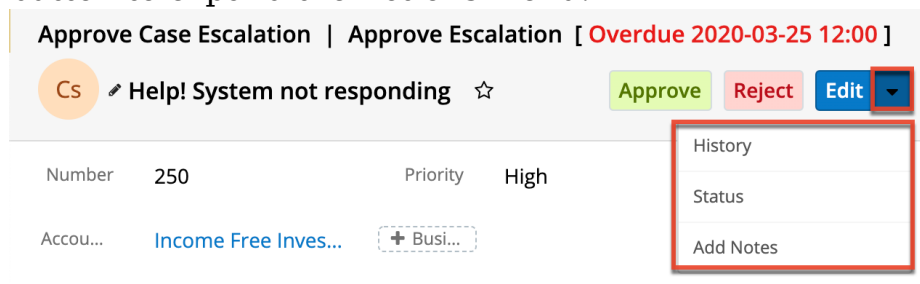 Approve Case Escalation | Approve Escalation [ Overdue 2020-03-25 12:00 ]
Cs Help! System not responding Approve Reject Edit
History
Number 250 Priority High
Status
Accou... Income Free Inves... + Busi...
Add Notes